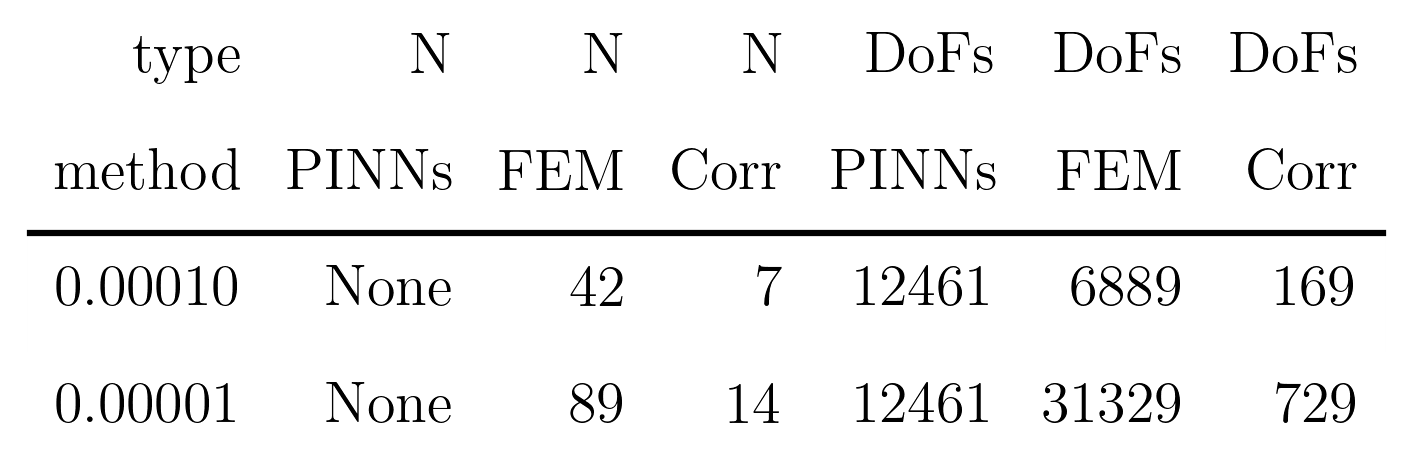 type N N N DoFs DoFs DoFs
method PINNs FEM Corr PINNs FEM Corr
0.00010 None 42 7 12461 6889 169
0.00001 None 89 14 12461 31329 729